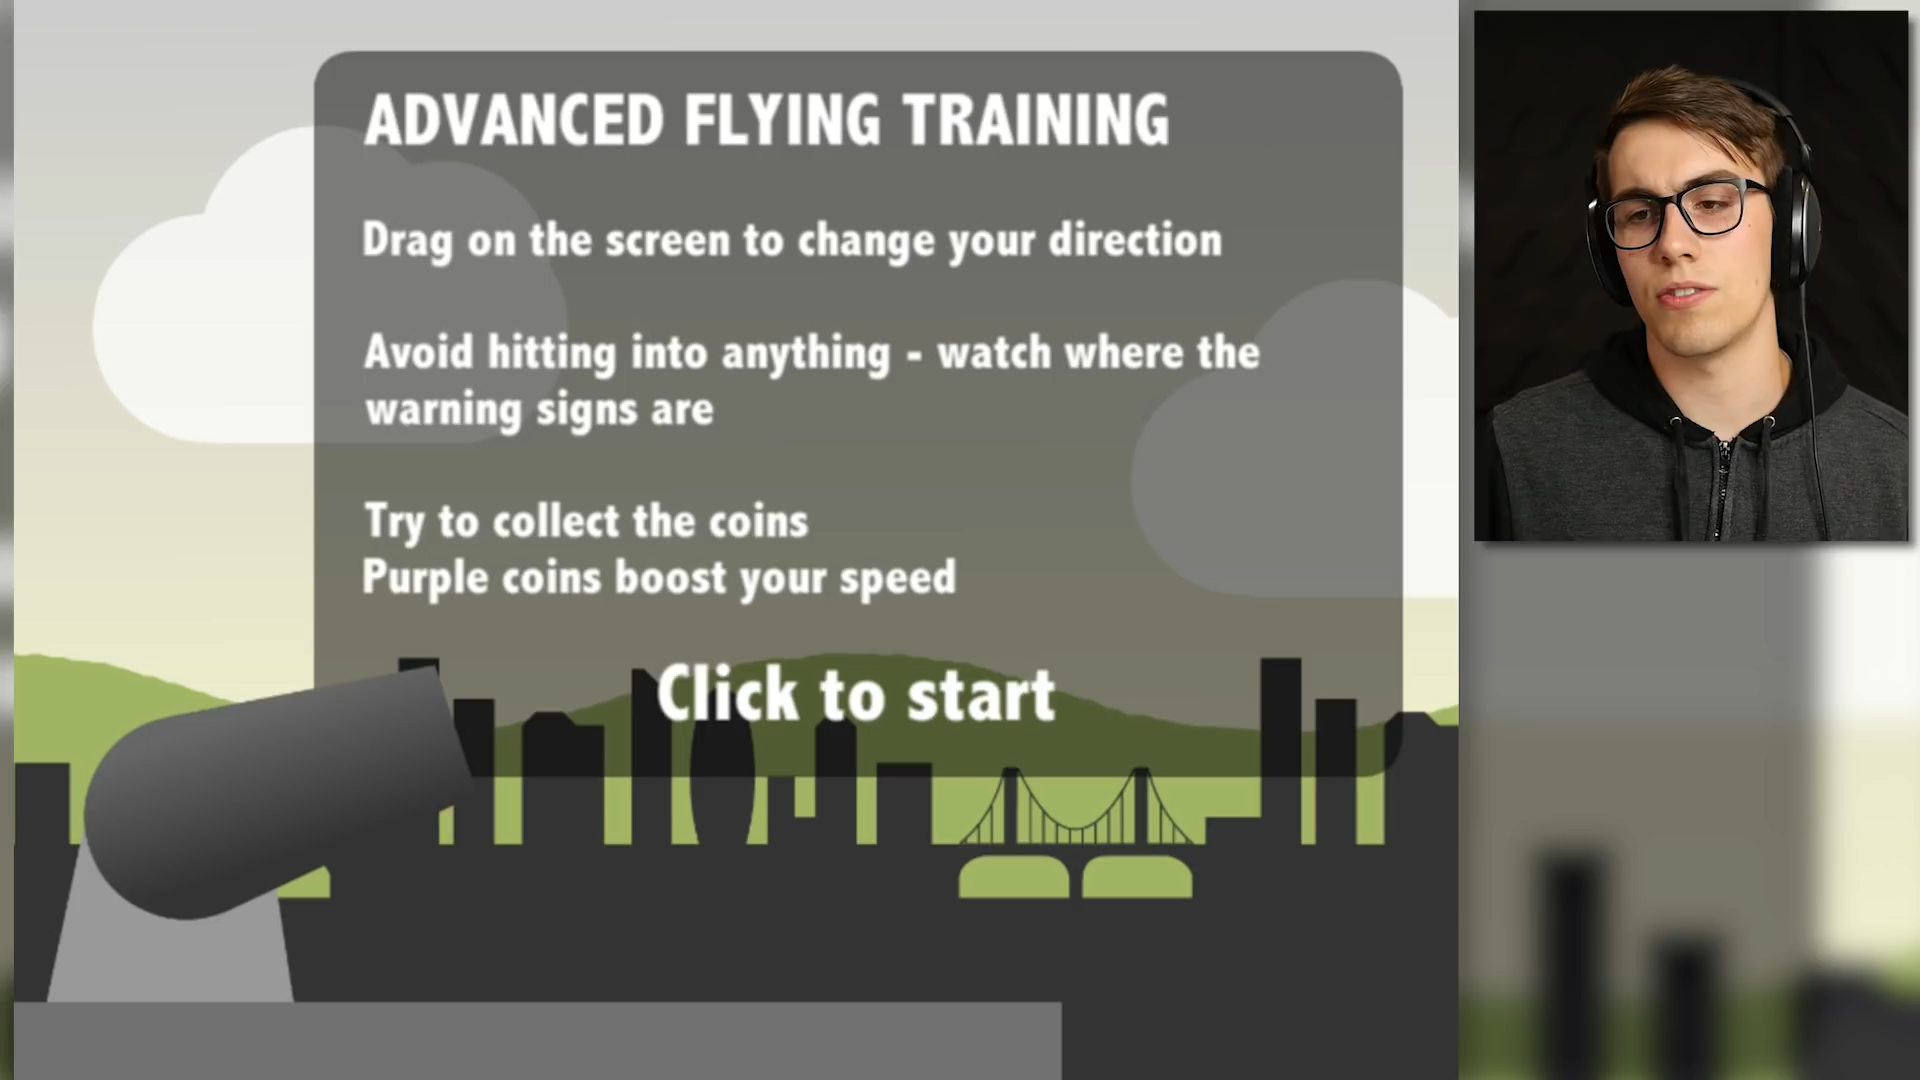 ADVANCED FLYING TRAINING
Drag on the screen to change your direction
Avoid hitting into anything - watch where the
warning signs are
Try to collect the coins
Purple coins boost your speed
Click to start